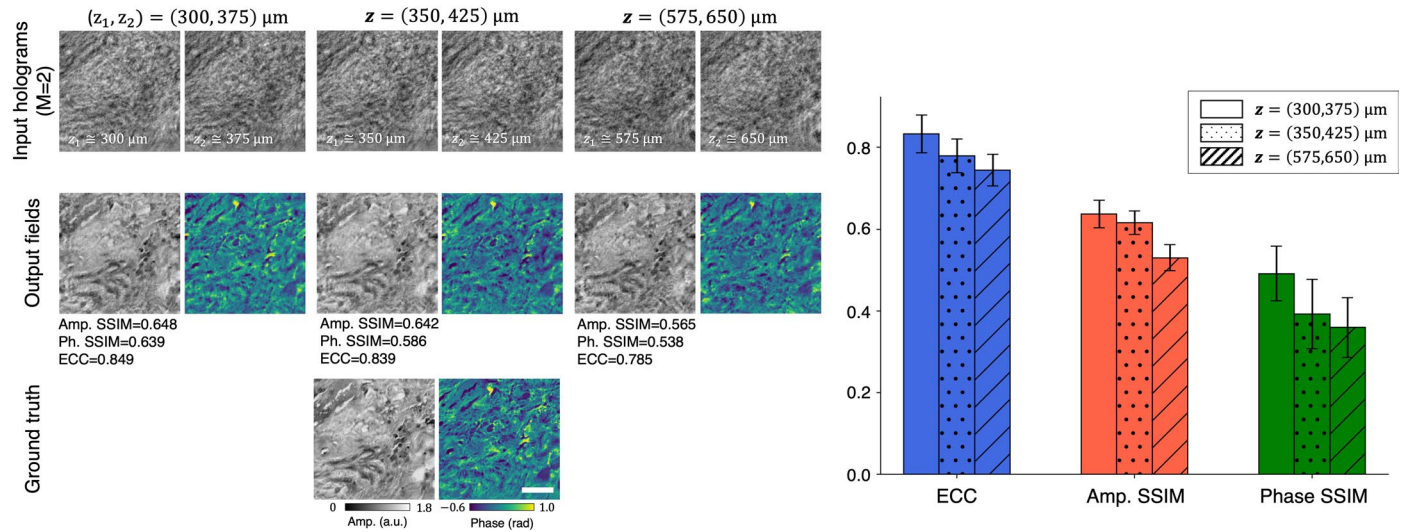 (z₁, z₂) = (300, 375) μm
z = (350, 425) μm
z = (575, 650) μm
Input holograms
(M=2)
z₁ ≅ 300 μm
z₂ ≅ 375 μm
z₁ ≅ 350 μm
z₂ ≅ 425 μm
z₁ ≅ 575 μm
z₂ ≅ 650 μm
Output fields
Amp. SSIM=0.648
Ph. SSIM=0.639
ECC=0.849
Amp. SSIM=0.642
Ph. SSIM=0.586
ECC=0.839
Amp. SSIM=0.565
Ph. SSIM=0.538
ECC=0.785
Ground truth
0 1.8
Amp. (a.u.)
−0.6 1.0
Phase (rad)
z = (300,375) μm
z = (350,425) μm
z = (575,650) μm
0.8
0.6
0.4
0.2
0.0
ECC
Amp. SSIM
Phase SSIM